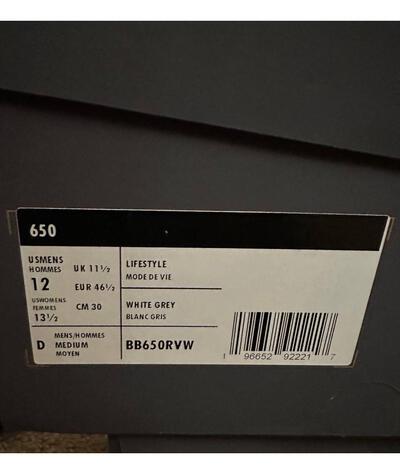 650
USMENS
HOMMES
12
UK 11½
EUR 46½
USWOMENS
FEMMES
13½
CM 30
D
MENS/HOMMES
MEDIUM
MOYEN
LIFESTYLE
MODE DE VIE
WHITE GREY
BLANC GRIS
BB650RVW
1 96652 92221 7